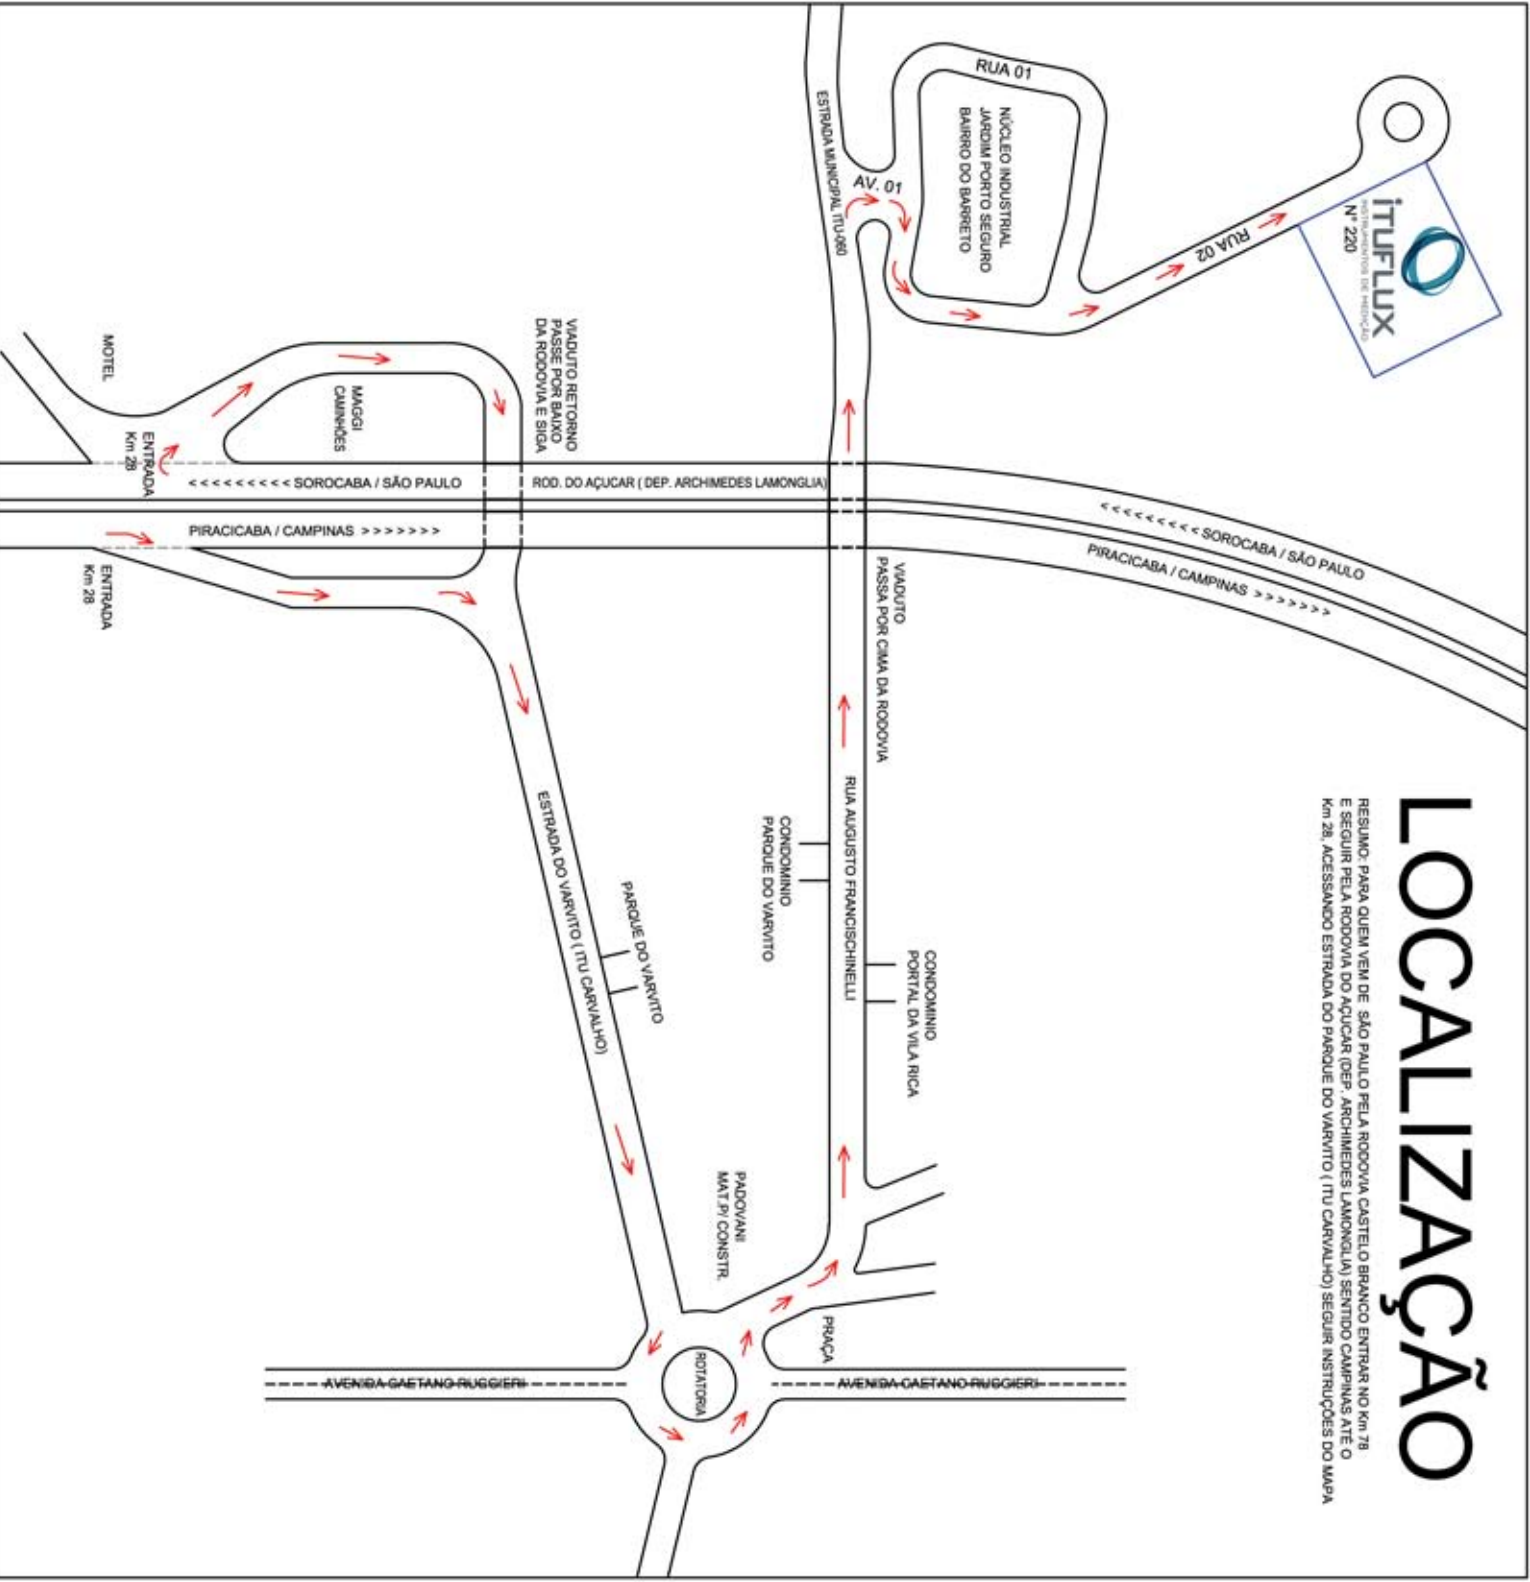 LOCALIZAÇÃO
RESUMO: PARA QUEM VEM DE SÃO PAULO PELA RODOVIA CASTELO BRANCO ENTRAR NO Km 78
E SEGUIR PELA RODOVIA DO AÇUCAR (DEP. ARCHIMEDES LAMONGLIA) SENTIDO CAMPINAS ATÉ O
Km 28, ACESSANDO ESTRADA DO PARQUE DO VARVITO ( ITU CARVALHO) SEGUIR INSTRUÇÕES DO MAPA
iTUFLUX
INSTRUMENTOS DE MEDIÇÃO
N° 220
RUA 02
RUA 01
NÚCLEO INDUSTRIAL
JARDIM PORTO SEGURO
BAIRRO DO BARRETO
AV. 01
ESTRADA MUNICIPAL ITU-060
<<<<<<<<< SOROCABA / SÃO PAULO
PIRACICABA / CAMPINAS >>>>>>>
VIADUTO
PASSA POR CIMA DA RODOVIA
RUA AUGUSTO FRANCISCHINELLI
CONDOMINIO
PORTAL DA VILA RICA
CONDOMINIO
PARQUE DO VARVITO
PRAÇA
AVENIDA CAETANO RUGGIERI
ROTATORIA
AVENIDA CAETANO RUGGIERI
PADOVANI
MAT.P/ CONSTR.
PARQUE DO VARVITO
ESTRADA DO VARVITO ( ITU CARVALHO)
VIADUTO RETORNO
PASSE POR BAIXO
DA RODOVIA E SIGA
ROD. DO AÇUCAR ( DEP. ARCHIMEDES LAMONGLIA)
MAGGI
CAMINHÕES
<<<<<<<<< SOROCABA / SÃO PAULO
PIRACICABA / CAMPINAS >>>>>>>
MOTEL
ENTRADA
Km 28
ENTRADA
Km 28